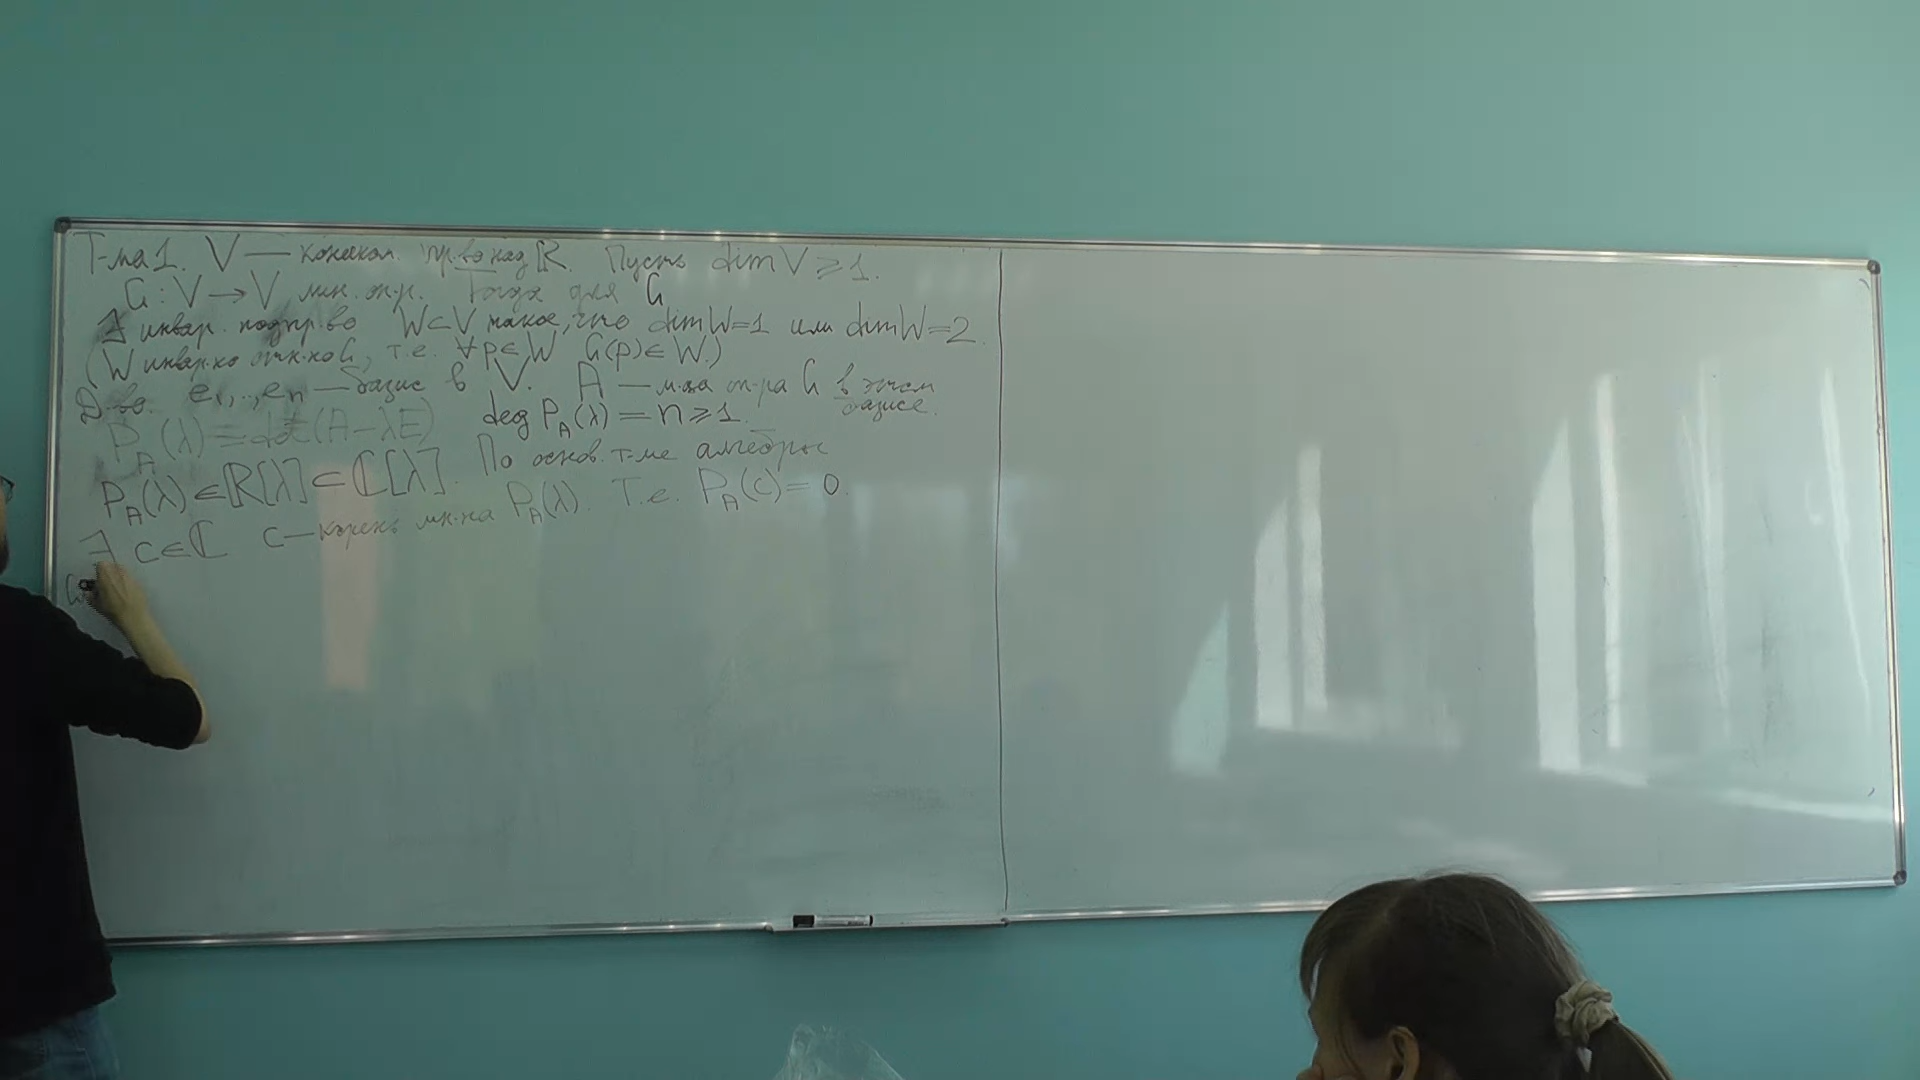 Т-ма 1. V — конечном. пр-во над ℝ. Пусть dim V ⩾ 1.
G : V → V лин. оп-р. Тогда для G
∃ инвар. подпр-во W ⊂ V такое, что dim W = 1 или dim W = 2.
(W инвар-но отн-но G, т.е. ∀ p ∈ W G(p) ∈ W.)
Д-во. e₁,..,eₙ — базис в V. A — м-ца оп-ра G в этом базисе.
P_A(λ) = det(A − λE) deg P_A(λ) = n ⩾ 1.
P_A(λ) ∈ ℝ[λ] ⊂ ℂ[λ]. По основ. т-ме алгебры
∃ c ∈ ℂ c — корень мн-на P_A(λ). Т.е. P_A(c) = 0.